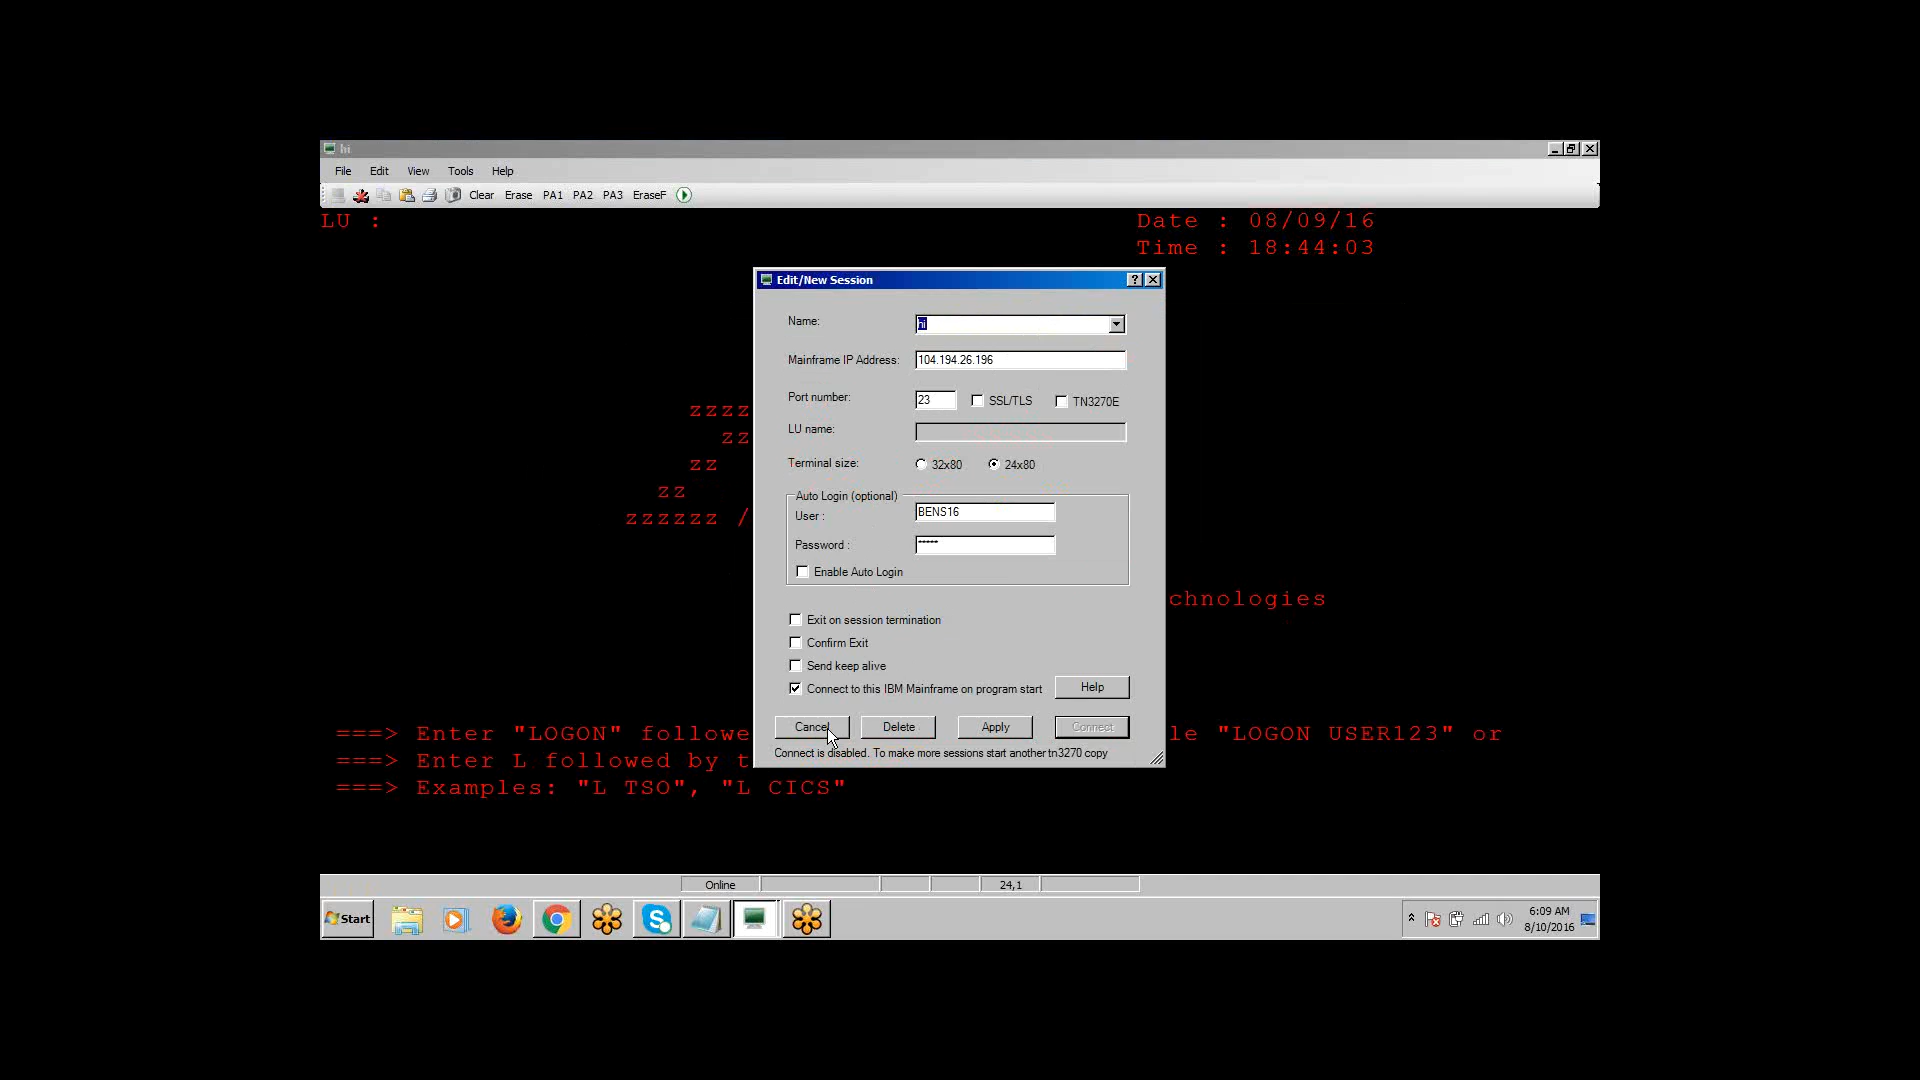 hi
File Edit View Tools Help
Clear Erase PA1 PA2 PA3 EraseF
LU : Date : 08/09/16
Time : 18:44:03
Edit/New Session
Name: hi
Mainframe IP Address: 104.194.26.196
Port number: 23 SSL/TLS TN3270E
LU name:
Terminal size: 32x80 24x80
Auto Login (optional)
User : BENS16
Password : *****
Enable Auto Login
Exit on session termination
Confirm Exit
Send keep alive
Connect to this IBM Mainframe on program start Help
Cancel Delete Apply Connect
Connect is disabled. To make more sessions start another tn3270 copy
zzzz
zz
zz
zz
zzzzzz /
chnologies
===> Enter "LOGON" followe le "LOGON USER123" or
===> Enter L followed by t
===> Examples: "L TSO", "L CICS"
Online 24,1
Start 6:09 AM
8/10/2016